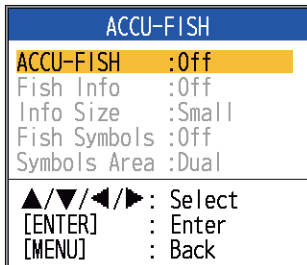 ACCU-FISH
ACCU-FISH :Off
Fish Info :Off
Info Size :Small
Fish Symbols :Off
Symbols Area :Dual
▲/▼/◀/▶: Select
[ENTER] : Enter
[MENU] : Back